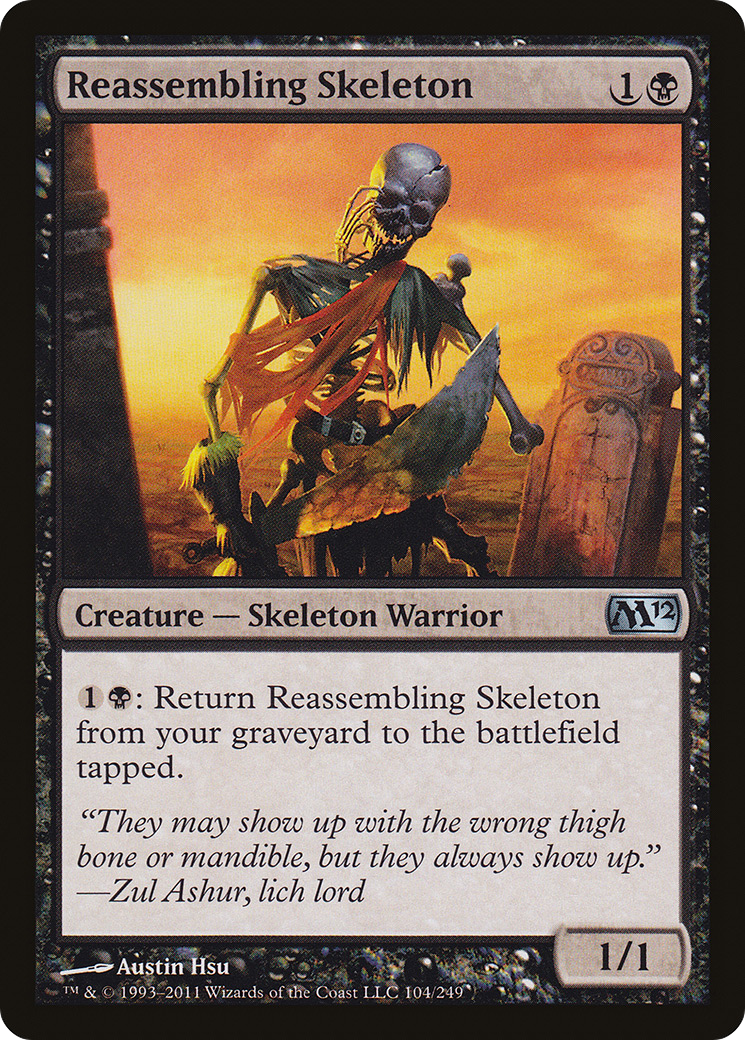 Reassembling Skeleton 1
Creature — Skeleton Warrior M12
1: Return Reassembling Skeleton
from your graveyard to the battlefield
tapped.
“They may show up with the wrong thigh
bone or mandible, but they always show up.”
—Zul Ashur, lich lord
1/1
Austin Hsu
™ & © 1993–2011 Wizards of the Coast LLC 104/249